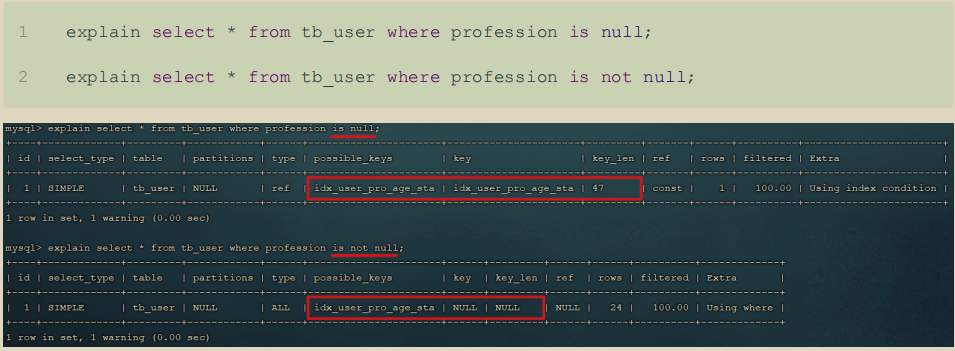 1 explain select * from tb_user where profession is null;
2 explain select * from tb_user where profession is not null;
mysql> explain select * from tb_user where profession is null;
+----+-------------+---------+------------+------+----------------------+----------------------+---------+-------+------+----------+-----------------------+
| id | select_type | table | partitions | type | possible_keys | key | key_len | ref | rows | filtered | Extra |
+----+-------------+---------+------------+------+----------------------+----------------------+---------+-------+------+----------+-----------------------+
| 1 | SIMPLE | tb_user | NULL | ref | idx_user_pro_age_sta | idx_user_pro_age_sta | 47 | const | 1 | 100.00 | Using index condition |
+----+-------------+---------+------------+------+----------------------+----------------------+---------+-------+------+----------+-----------------------+
1 row in set, 1 warning (0.00 sec)
mysql> explain select * from tb_user where profession is not null;
+----+-------------+---------+------------+------+----------------------+------+---------+------+------+----------+-------------+
| id | select_type | table | partitions | type | possible_keys | key | key_len | ref | rows | filtered | Extra |
+----+-------------+---------+------------+------+----------------------+------+---------+------+------+----------+-------------+
| 1 | SIMPLE | tb_user | NULL | ALL | idx_user_pro_age_sta | NULL | NULL | NULL | 24 | 100.00 | Using where |
+----+-------------+---------+------------+------+----------------------+------+---------+------+------+----------+-------------+
1 row in set, 1 warning (0.00 sec)